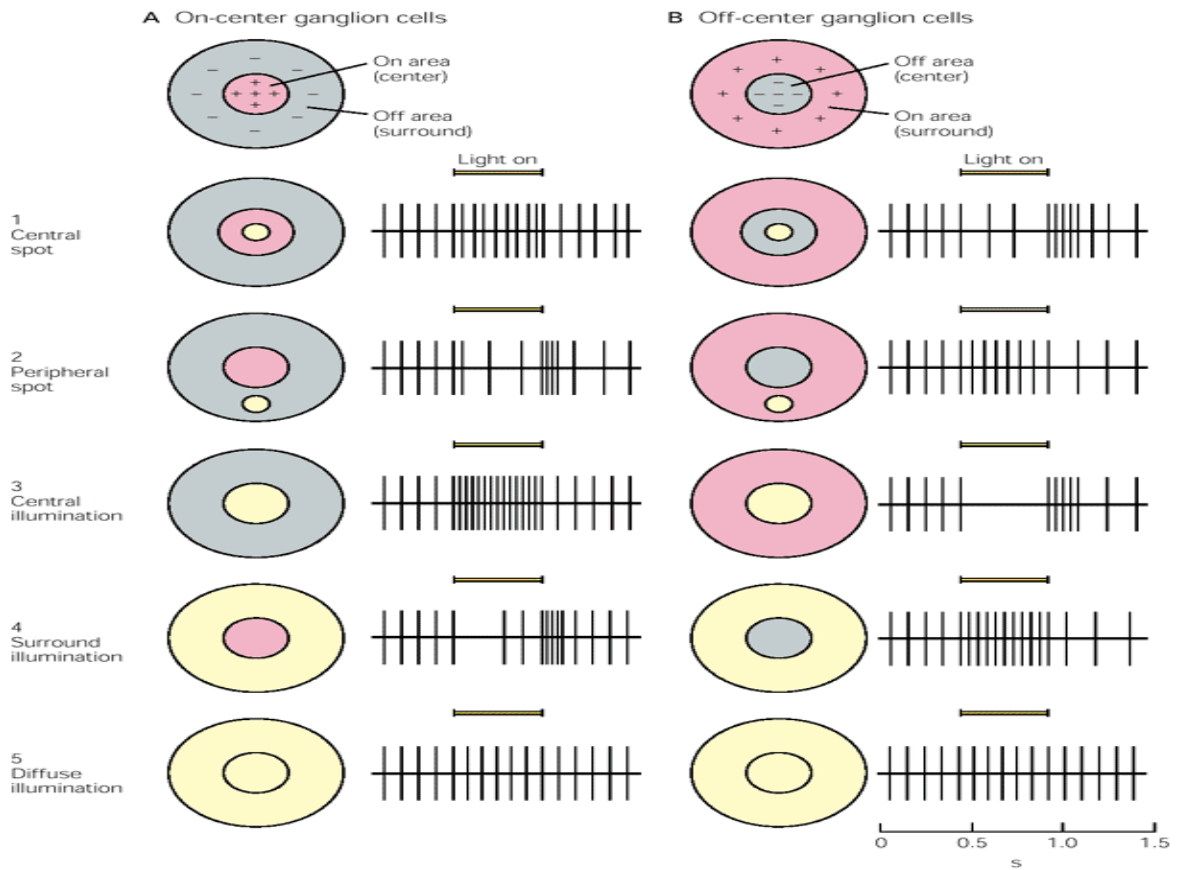 A On-center ganglion cells
B Off-center ganglion cells
On area
(center)
Off area
(surround)
Off area
(center)
On area
(surround)
Light on
Light on
1
Central
spot
2
Peripheral
spot
3
Central
illumination
4
Surround
illumination
5
Diffuse
illumination
0 0.5 1.0 1.5
s